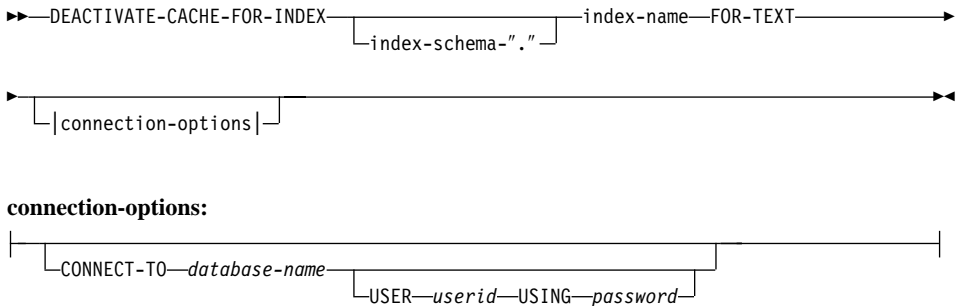 DEACTIVATE-CACHE-FOR-INDEX index-name FOR-TEXT
index-schema-"."
connection-options
connection-options:
CONNECT-TO database-name
USER userid USING password